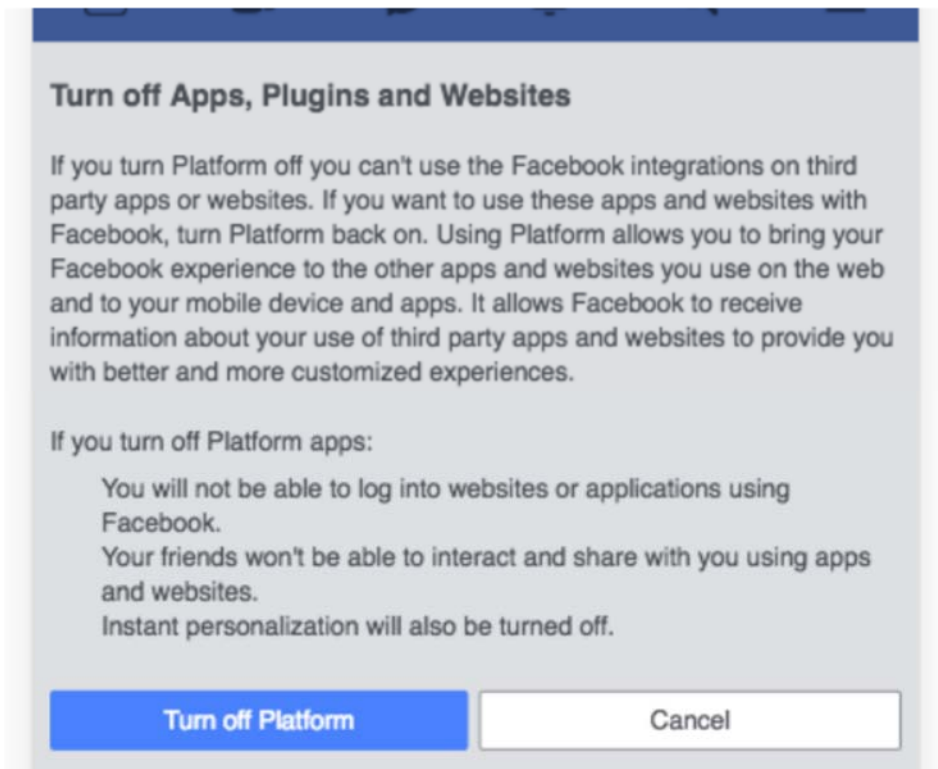 Turn off Apps, Plugins and Websites
If you turn Platform off you can't use the Facebook integrations on third
party apps or websites. If you want to use these apps and websites with
Facebook, turn Platform back on. Using Platform allows you to bring your
Facebook experience to the other apps and websites you use on the web
and to your mobile device and apps. It allows Facebook to receive
information about your use of third party apps and websites to provide you
with better and more customized experiences.
If you turn off Platform apps:
You will not be able to log into websites or applications using
Facebook.
Your friends won't be able to interact and share with you using apps
and websites.
Instant personalization will also be turned off.
Turn off Platform
Cancel